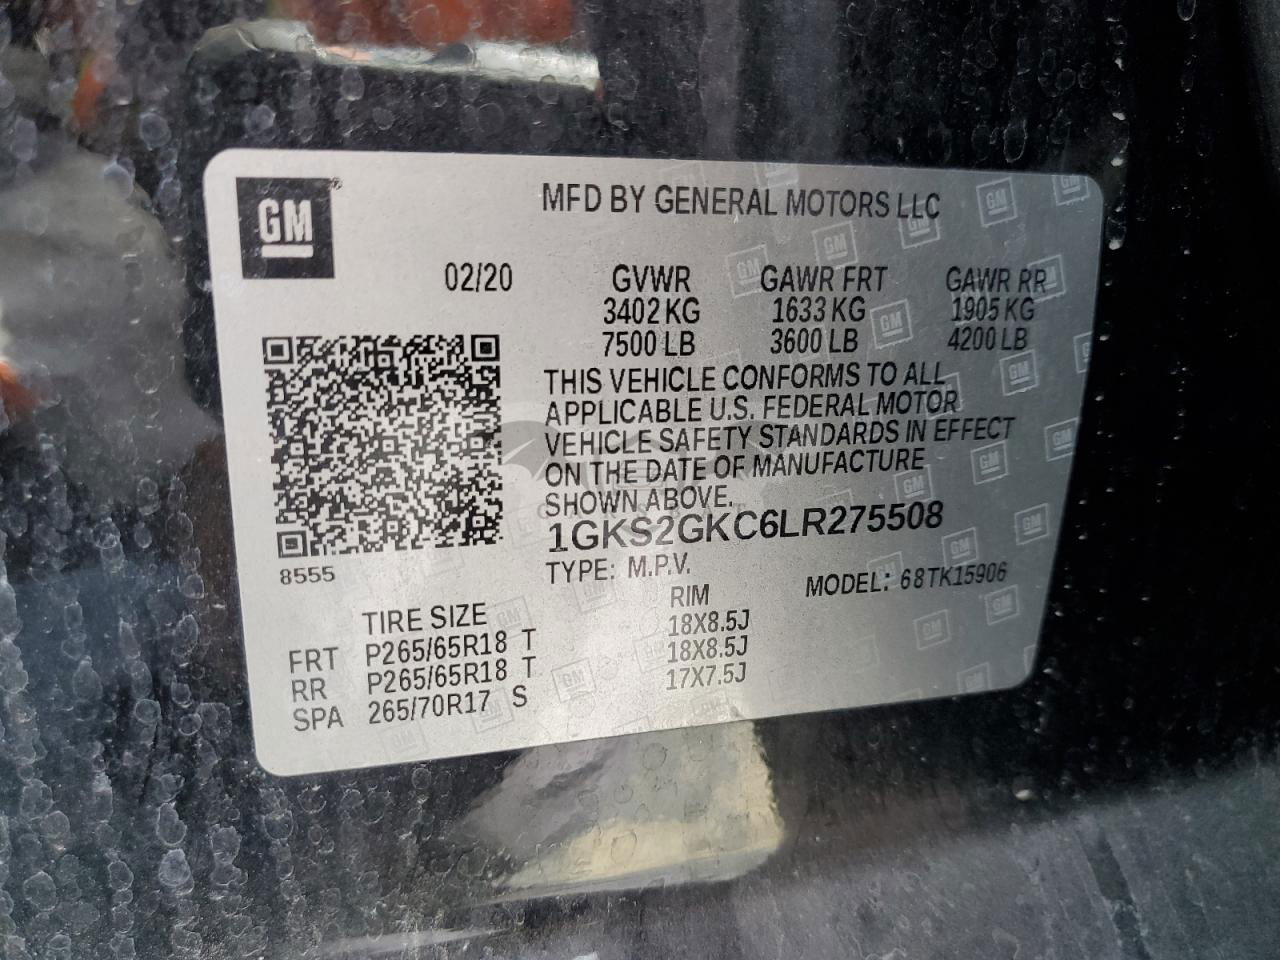 GM
MFD BY GENERAL MOTORS LLC
02/20 GVWR GAWR FRT GAWR RR
3402 KG 1633 KG 1905 KG
7500 LB 3600 LB 4200 LB
THIS VEHICLE CONFORMS TO ALL
APPLICABLE U.S. FEDERAL MOTOR
VEHICLE SAFETY STANDARDS IN EFFECT
ON THE DATE OF MANUFACTURE
SHOWN ABOVE.
1GKS2GKC6LR275508
8555
TYPE: M.P.V. MODEL: 68TK15906
TIRE SIZE RIM
FRT P265/65R18 T 18X8.5J
RR P265/65R18 T 18X8.5J
SPA 265/70R17 S 17X7.5J